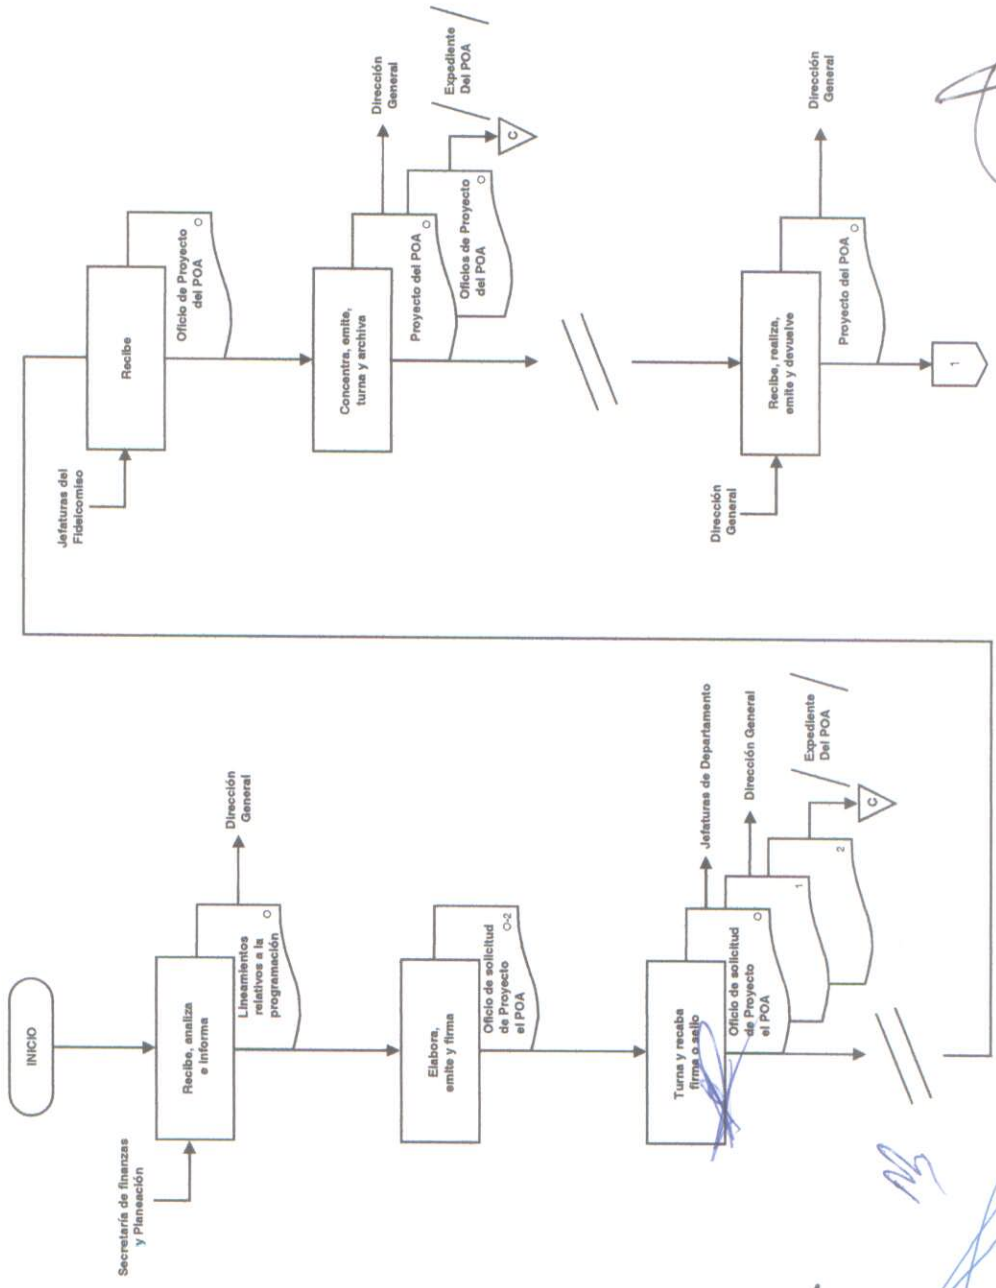 INICIO
Secretaría de finanzas
y Planeación
Recibe, analiza
e informa
Lineamientos
relativos a la
programación
O
Dirección
General
Elabora,
emite y firma
Oficio de solicitud
de Proyecto
el POA
O-2
Turna y recaba
firma o sello
Oficio de solicitud
de Proyecto
el POA
O
1
2
Jefaturas de Departamento
Dirección General
C
Expediente
Del POA
Jefaturas del
Fideicomiso
Recibe
Oficio de Proyecto
del POA
O
Concentra, emite,
turna y archiva
Proyecto del POA
O
Oficios de Proyecto
del POA
O
Dirección
General
C
Expediente
Del POA
Dirección
General
Recibe, realiza,
emite y devuelve
Proyecto del POA
O
Dirección
General
1